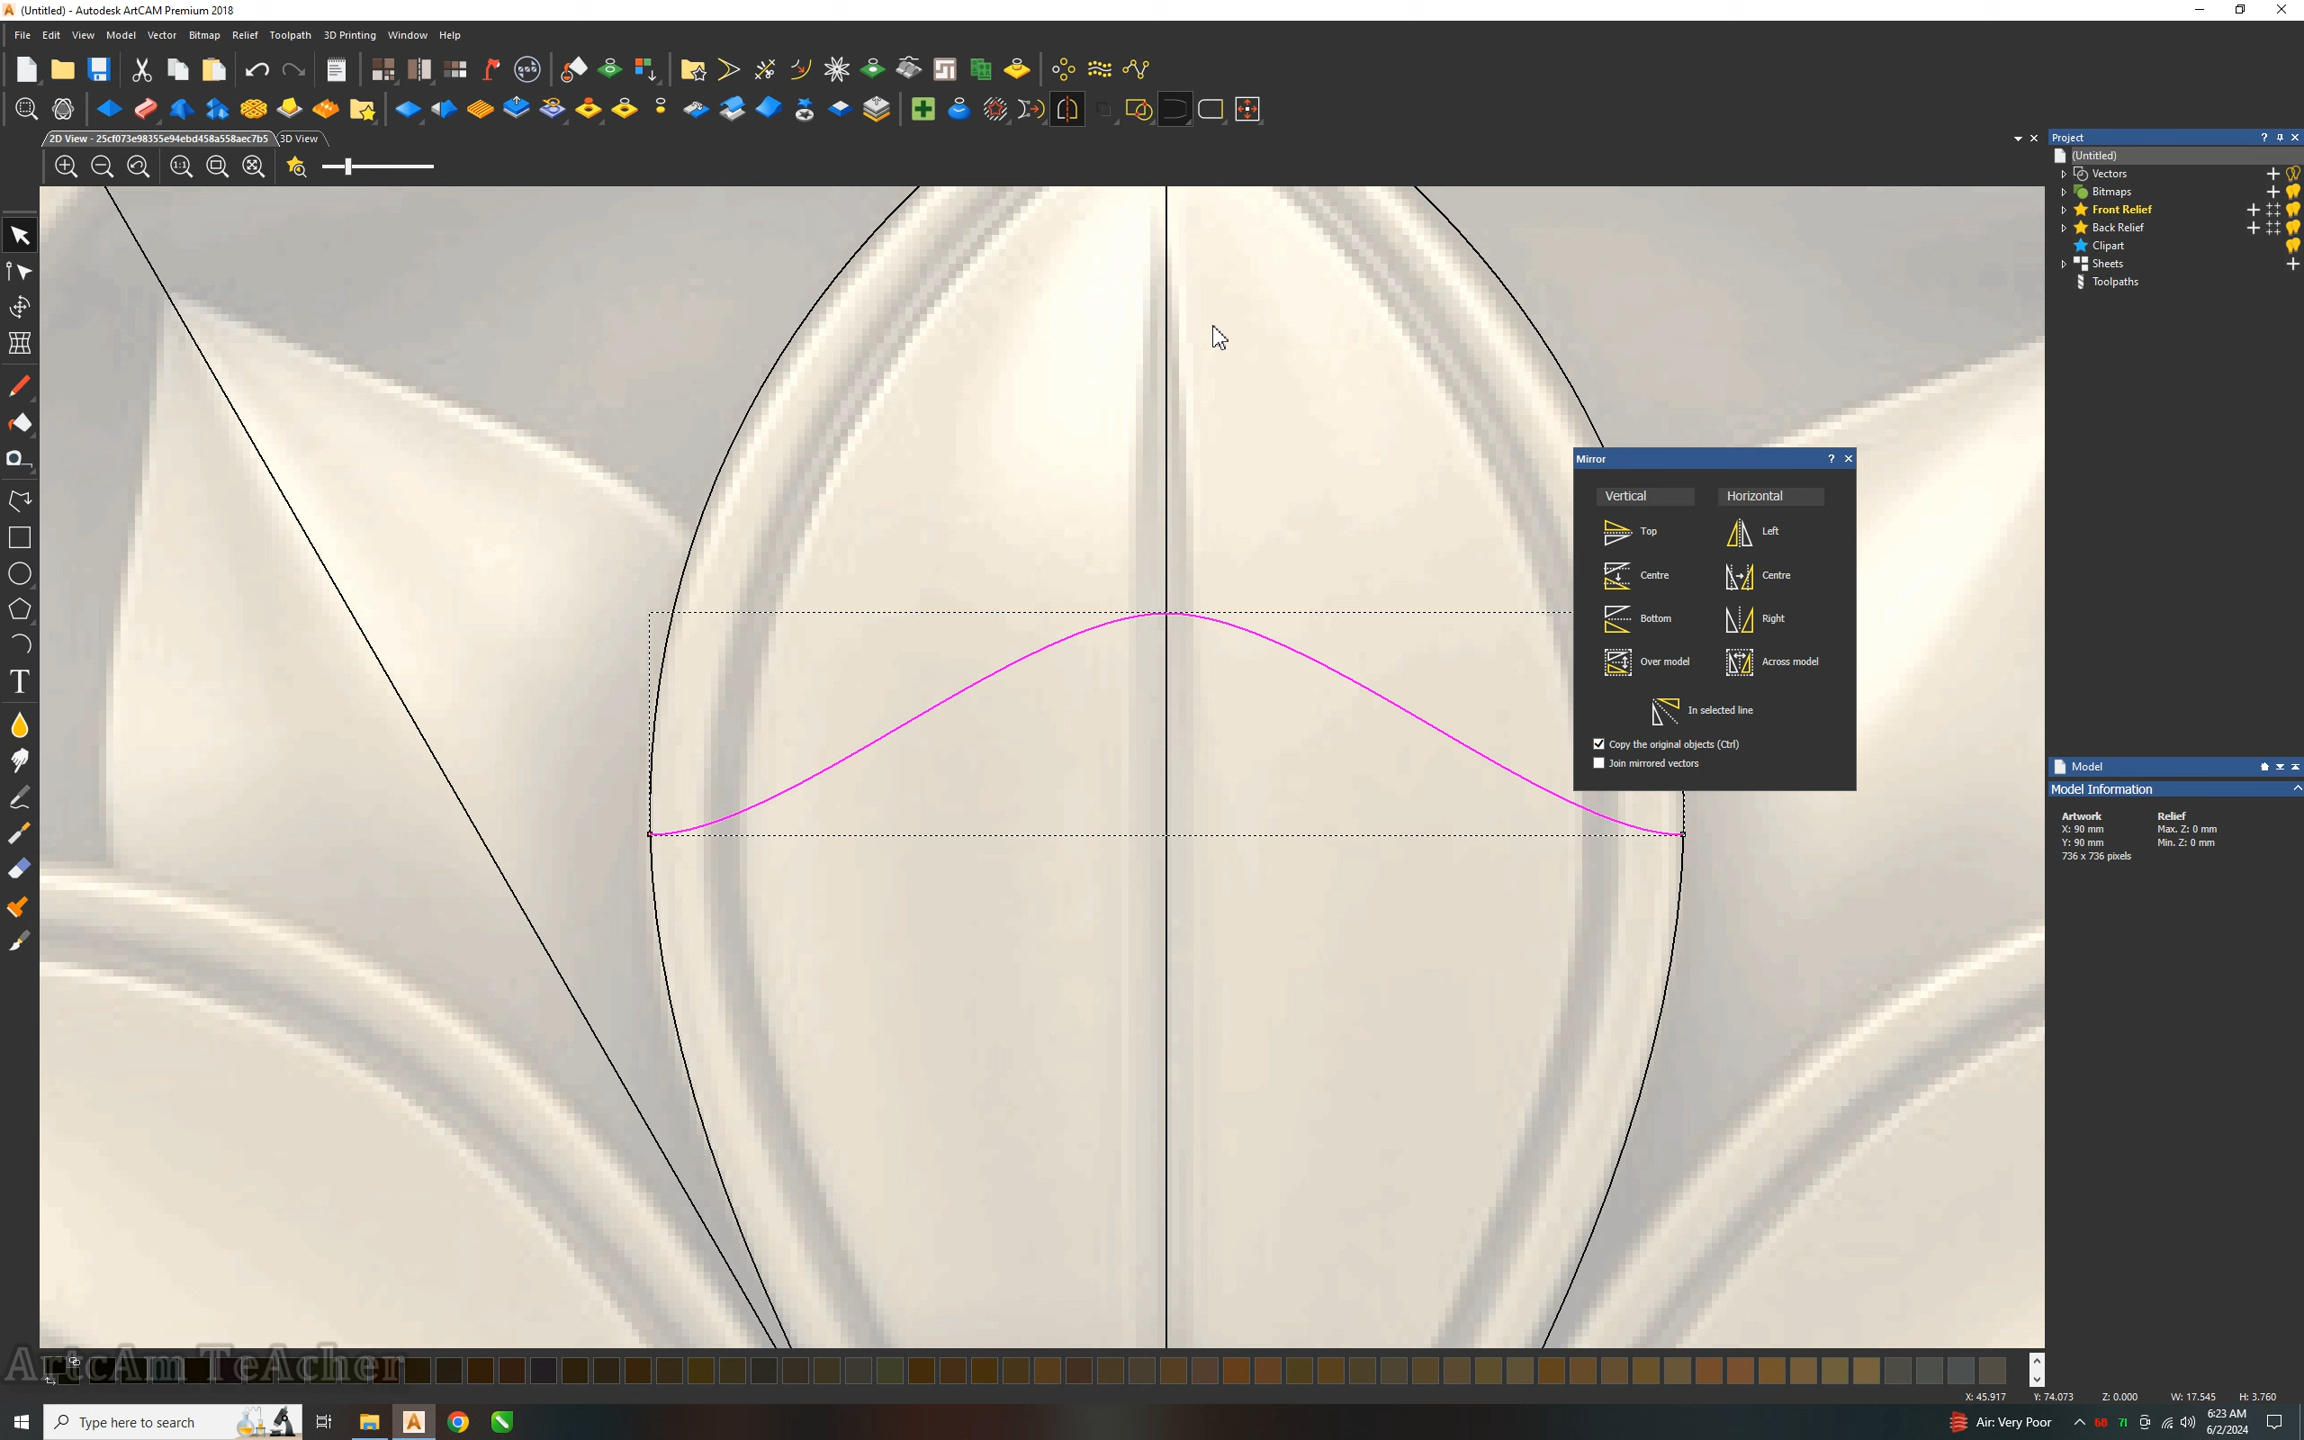 (Untitled) - Autodesk ArtCAM Premium 2018
File Edit View Model Vector Bitmap Relief Toolpath 3D Printing Window Help
2D View - 25cf073e98355e94ebd458a558aec7b5 3D View
Project
(Untitled)
Vectors
Bitmaps
Front Relief
Back Relief
Clipart
Sheets
Toolpaths
Mirror
Vertical Horizontal
Top Left
Centre Centre
Bottom Right
Over model Across model
In selected line
Copy the original objects (Ctrl)
Join mirrored vectors
Model
Model Information
Artwork Relief
X: 90 mm Max. Z: 0 mm
Y: 90 mm Min. Z: 0 mm
736 x 736 pixels
ArtcAm TeAcher
X: 45.917 Y: 74.073 Z: 0.000 W: 17.545 H: 3.760
Type here to search
Air: Very Poor
68 71
6:23 AM
6/2/2024